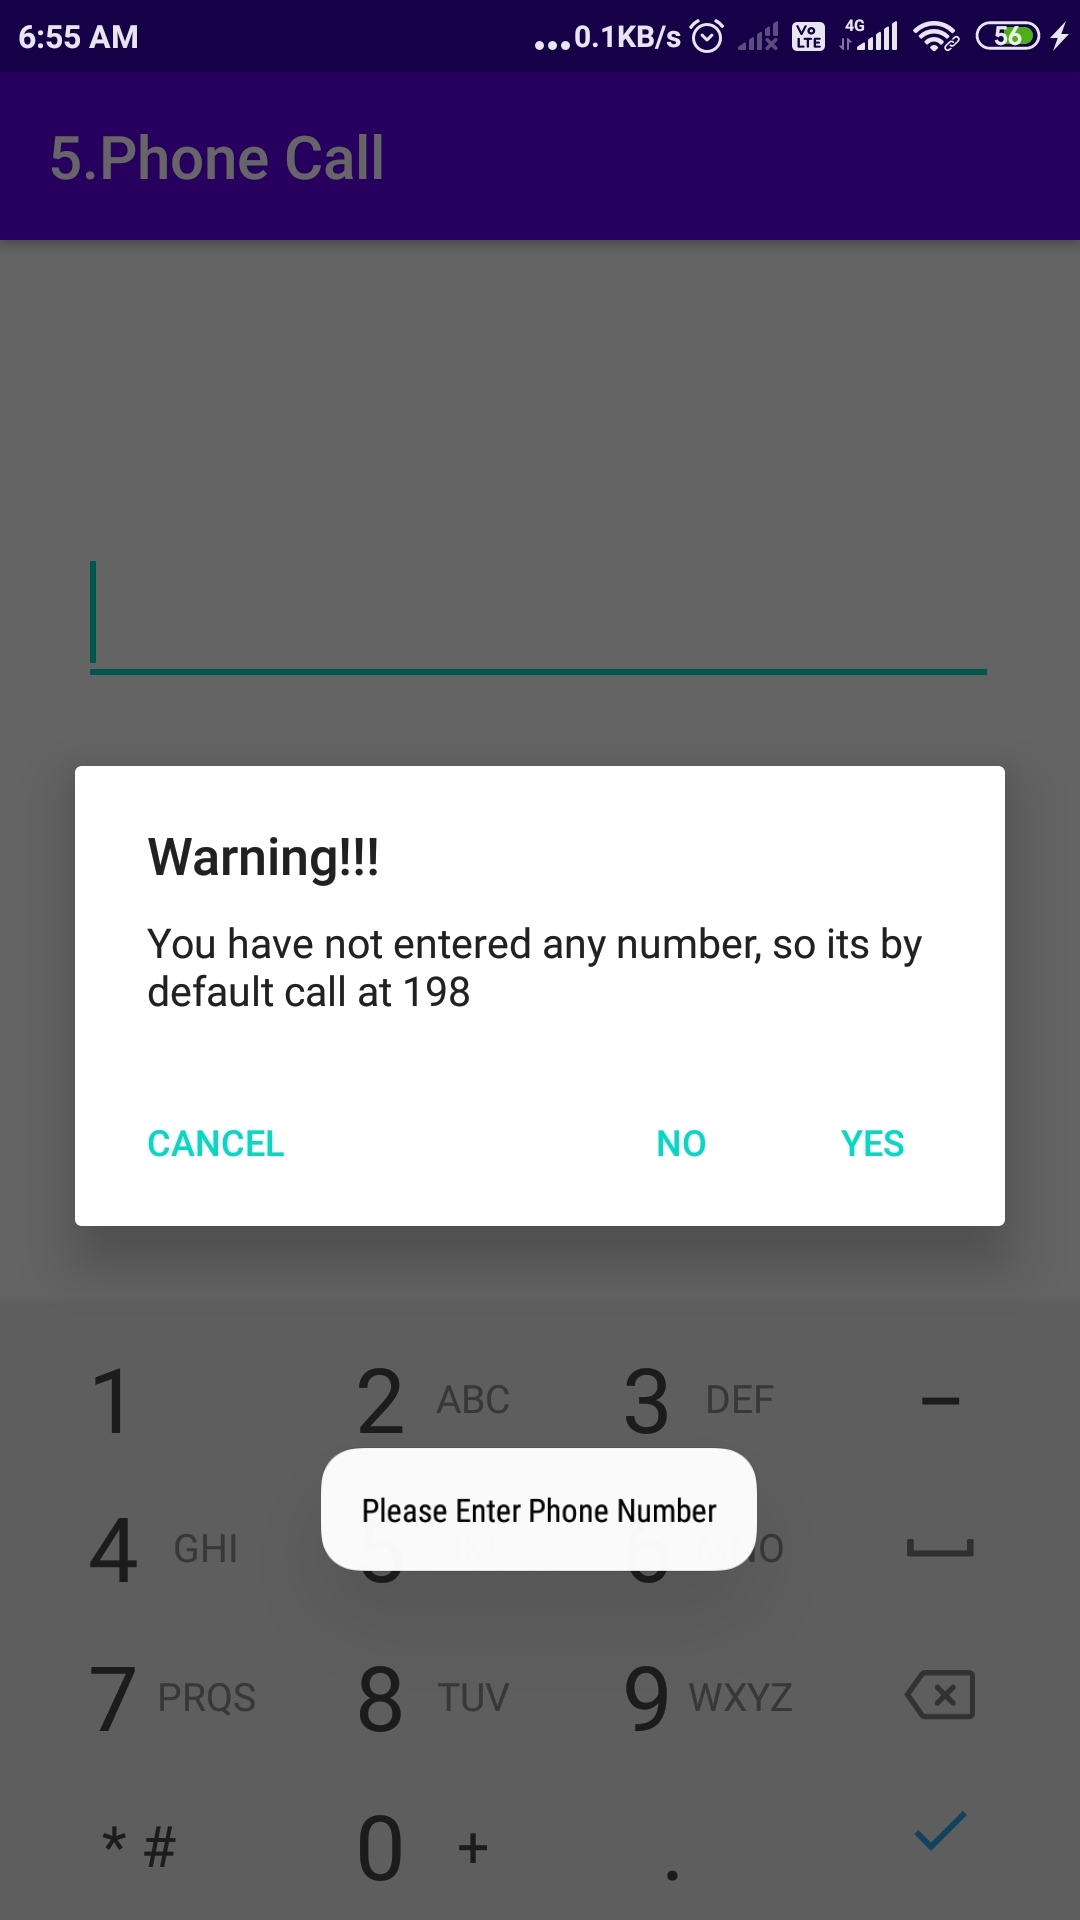 6:55 AM ...0.1KB/s Vo LTE 4G 56
5.Phone Call
Warning!!!
You have not entered any number, so its by
default call at 198
CANCEL NO YES
1 2 ABC 3 DEF –
Please Enter Phone Number
4 GHI 5 6
7 PRQS 8 TUV 9 WXYZ
* # 0 + .